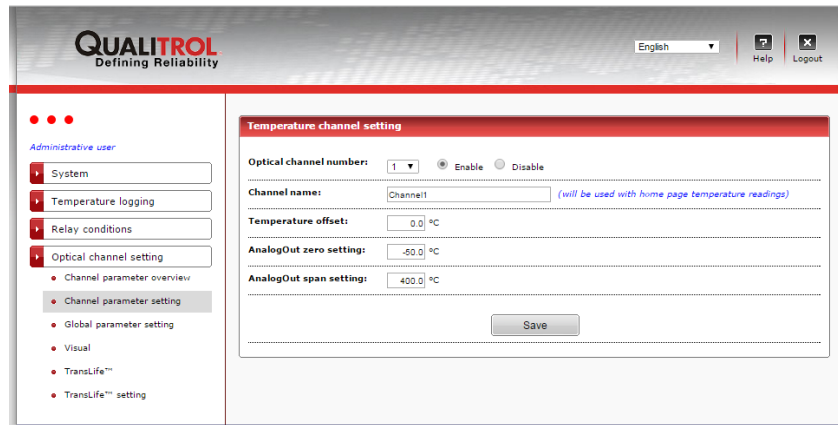 QUALITROL
Defining Reliability
English
?
X
Help
Logout
Administrative user
System
Temperature logging
Relay conditions
Optical channel setting
Channel parameter overview
Channel parameter setting
Global parameter setting
Visual
TransLife™
TransLife™ setting
Temperature channel setting
Optical channel number: 1 Enable Disable
Channel name: Channel1 (will be used with home page temperature readings)
Temperature offset: 0.0 °C
AnalogOut zero setting: -50.0 °C
AnalogOut span setting: 400.0 °C
Save